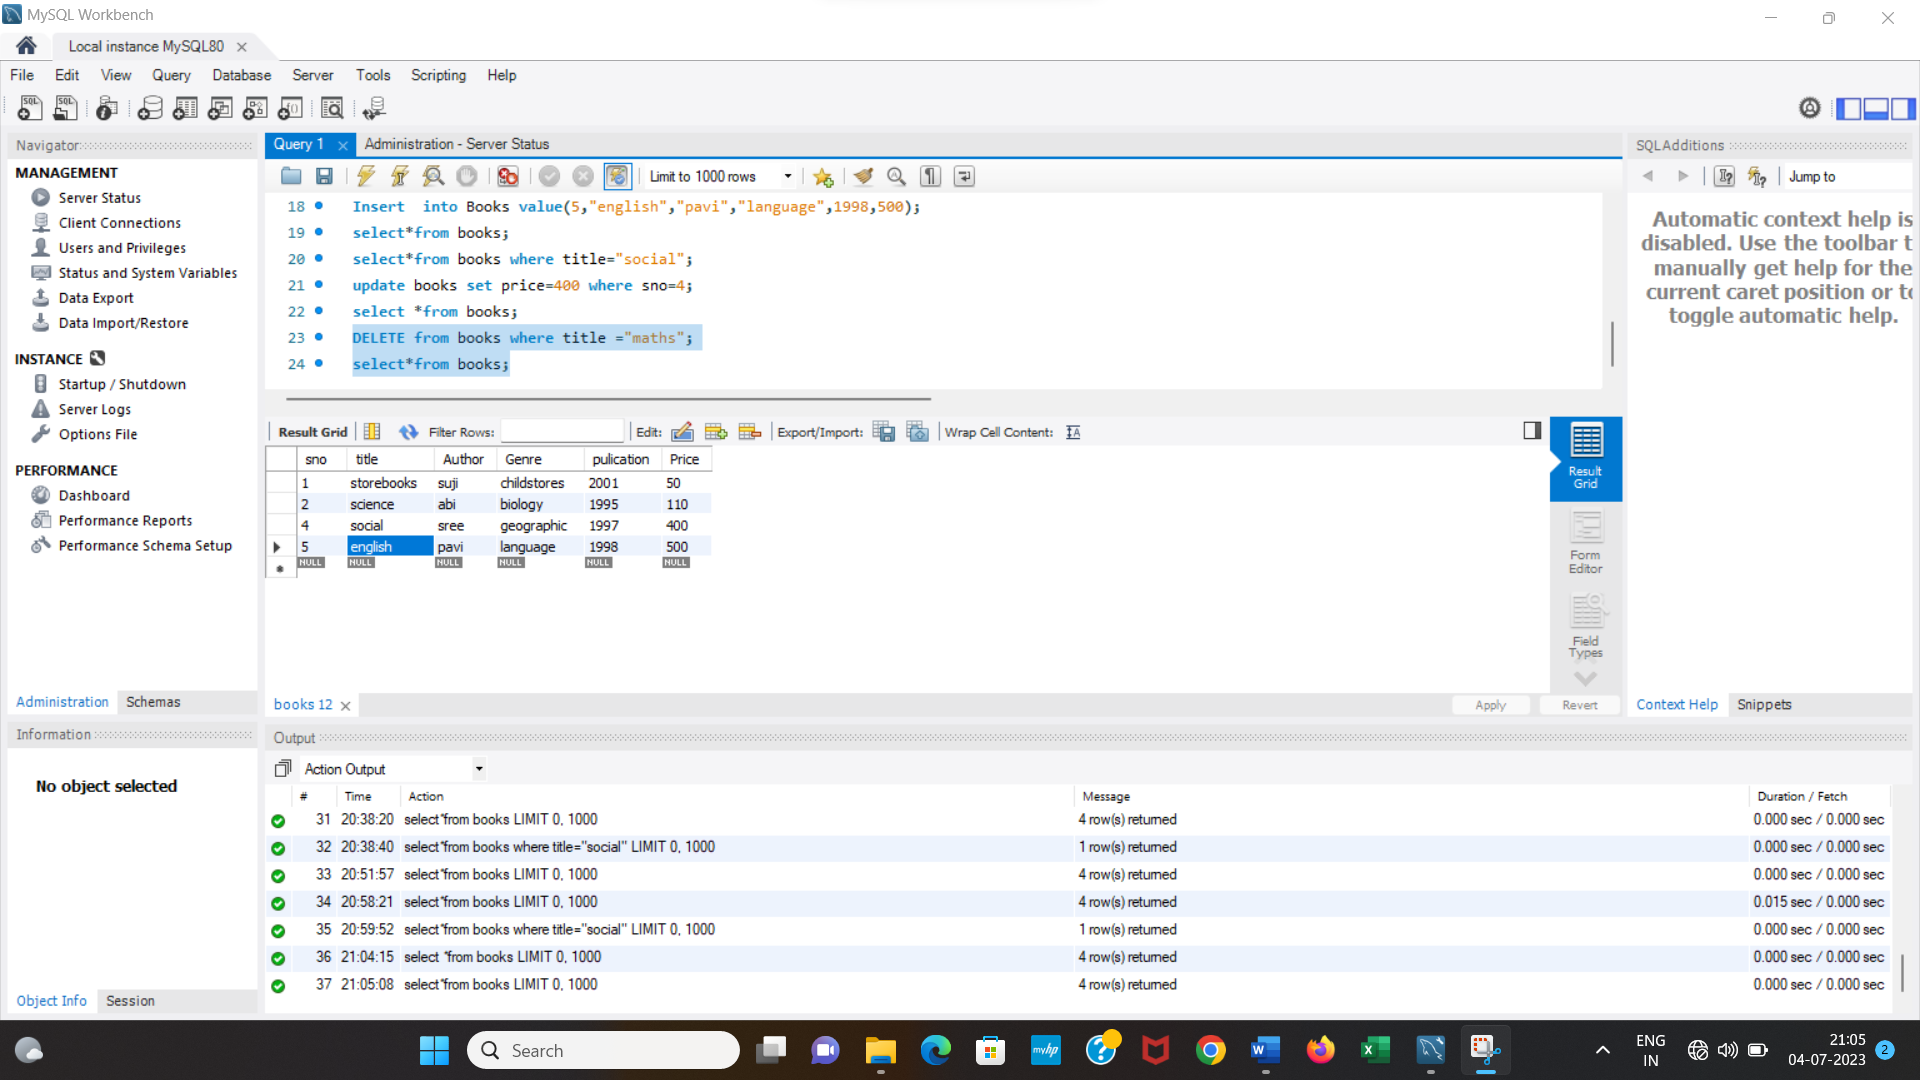 MySQL Workbench
Local instance MySQL80
File Edit View Query Database Server Tools Scripting Help
Navigator
MANAGEMENT
Server Status
Client Connections
Users and Privileges
Status and System Variables
Data Export
Data Import/Restore
INSTANCE
Startup / Shutdown
Server Logs
Options File
PERFORMANCE
Dashboard
Performance Reports
Performance Schema Setup
Administration Schemas
Information
No object selected
Object Info Session
Query 1 Administration - Server Status
Limit to 1000 rows
18 Insert  into Books value(5,"english","pavi","language",1998,500);
19 select*from books;
20 select*from books where title="social";
21 update books set price=400 where sno=4;
22 select *from books;
23 DELETE from books where title ="maths";
24 select*from books;
Result Grid Filter Rows: Edit: Export/Import: Wrap Cell Content:
sno title Author Genre pulication Price
1 storebooks suji childstores 2001 50
2 science abi biology 1995 110
4 social sree geographic 1997 400
5 english pavi language 1998 500
NULL NULL NULL NULL NULL NULL
Result
Grid
Form
Editor
Field
Types
books 12 Apply Revert
Output
Action Output
# Time Action Message Duration / Fetch
31 20:38:20 select*from books LIMIT 0, 1000 4 row(s) returned 0.000 sec / 0.000 sec
32 20:38:40 select*from books where title="social" LIMIT 0, 1000 1 row(s) returned 0.000 sec / 0.000 sec
33 20:51:57 select*from books LIMIT 0, 1000 4 row(s) returned 0.000 sec / 0.000 sec
34 20:58:21 select*from books LIMIT 0, 1000 4 row(s) returned 0.015 sec / 0.000 sec
35 20:59:52 select*from books where title="social" LIMIT 0, 1000 1 row(s) returned 0.000 sec / 0.000 sec
36 21:04:15 select *from books LIMIT 0, 1000 4 row(s) returned 0.000 sec / 0.000 sec
37 21:05:08 select*from books LIMIT 0, 1000 4 row(s) returned 0.000 sec / 0.000 sec
SQLAdditions
Jump to
Automatic context help is
disabled. Use the toolbar t
manually get help for the
current caret position or to
toggle automatic help.
Context Help Snippets
Search
myhp
ENG
IN
21:05
04-07-2023
2